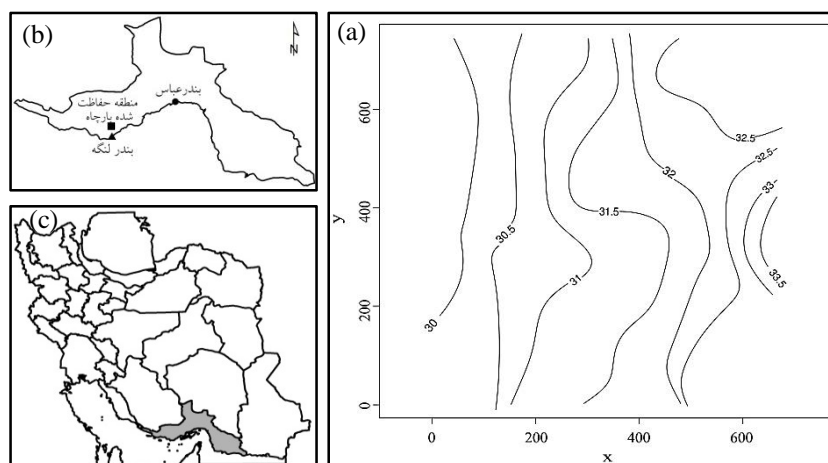 (b)
N
بندرعباس
منطقه حفاظت
شده پارچاه
بندر لنگه
(c)
(a)
y
600
400
200
0
0
200
400
600
x
30
30.5
31
31.5
32
32.5
32.5
33
33.5